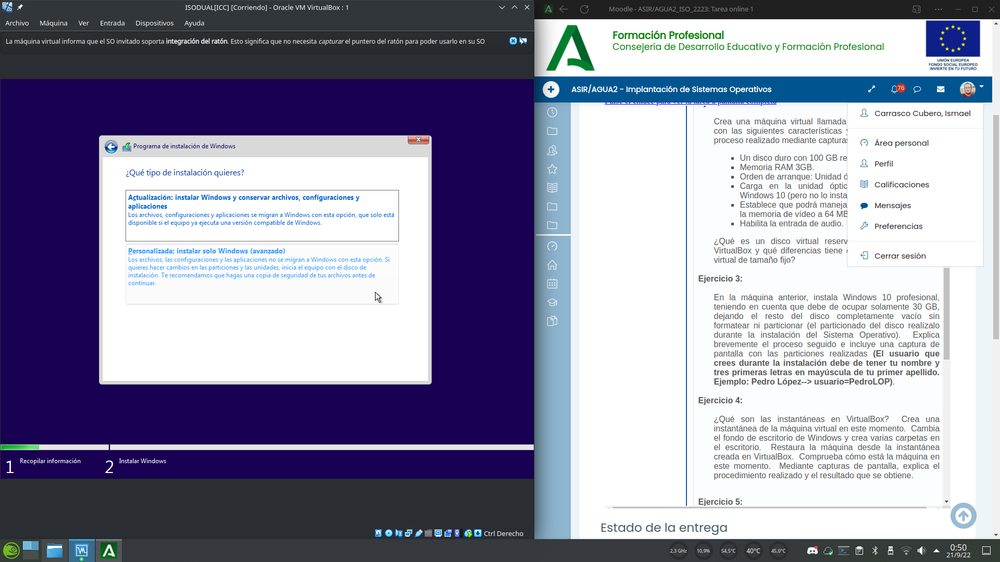 ISODUAL[ICC] [Corriendo] - Oracle VM VirtualBox : 1
Archivo Máquina Ver Entrada Dispositivos Ayuda
La máquina virtual informa que el SO invitado soporta integración del ratón. Esto significa que no necesita capturar el puntero del ratón para poder usarlo en su SO
Programa de instalación de Windows
¿Qué tipo de instalación quieres?
Actualización: instalar Windows y conservar archivos, configuraciones y
aplicaciones
Los archivos, configuraciones y aplicaciones se migran a Windows con esta opción, que solo está
disponible si el equipo ya ejecuta una versión compatible de Windows.
Personalizada: instalar solo Windows (avanzado)
Los archivos, las configuraciones y las aplicaciones no se migran a Windows con esta opción. Si
quieres hacer cambios en las particiones y las unidades, inicia el equipo con el disco de
instalación. Te recomendamos que hagas una copia de seguridad de tus archivos antes de
continuar.
1 Recopilar información
2 Instalar Windows
Ctrl Derecho
Moodle - ASIR/AGUA2_ISO_2223: Tarea online 1
Formación Profesional
Consejería de Desarrollo Educativo y Formación Profesional
UNIÓN EUROPEA
FONDO SOCIAL EUROPEO
INVIERTE EN TU FUTURO
ASIR/AGUA2 - Implantación de Sistemas Operativos
76
Pulse el enlace para ver la tarea a pantalla completa
Crea una máquina virtual llamada
con las siguientes características
proceso realizado mediante capturas
Un disco duro con 100 GB re
Memoria RAM 3GB.
Orden de arranque: Unidad ó
Carga en la unidad óptic
Windows 10 (pero no lo insta
Establece que podrá maneja
la memoria de vídeo a 64 MB
Habilita la entrada de audio.
¿Qué es un disco virtual reserv
VirtualBox y qué diferencias tiene
virtual de tamaño fijo?
Carrasco Cubero, Ismael
Área personal
Perfil
Calificaciones
Mensajes
Preferencias
Cerrar sesión
Ejercicio 3:
En la máquina anterior, instala Windows 10 profesional,
teniendo en cuenta que debe de ocupar solamente 30 GB,
dejando el resto del disco completamente vacío sin
formatear ni particionar (el particionado del disco realízalo
durante la instalación del Sistema Operativo). Explica
brevemente el proceso seguido e incluye una captura de
pantalla con las particiones realizadas (El usuario que
crees durante la instalación debe de tener tu nombre y
tres primeras letras en mayúscula de tu primer apellido.
Ejemplo: Pedro López--> usuario=PedroLOP).
Ejercicio 4:
¿Qué son las instantáneas en VirtualBox? Crea una
instantánea de la máquina virtual en este momento. Cambia
el fondo de escritorio de Windows y crea varias carpetas en
el escritorio. Restaura la máquina desde la instantánea
creada en VirtualBox. Comprueba cómo está la máquina en
este momento. Mediante capturas de pantalla, explica el
procedimiento realizado y el resultado que se obtiene.
Ejercicio 5:
Estado de la entrega
2,3 GHz 10,9% 54,5°C 40°C 45,0°C
0:50
21/9/22